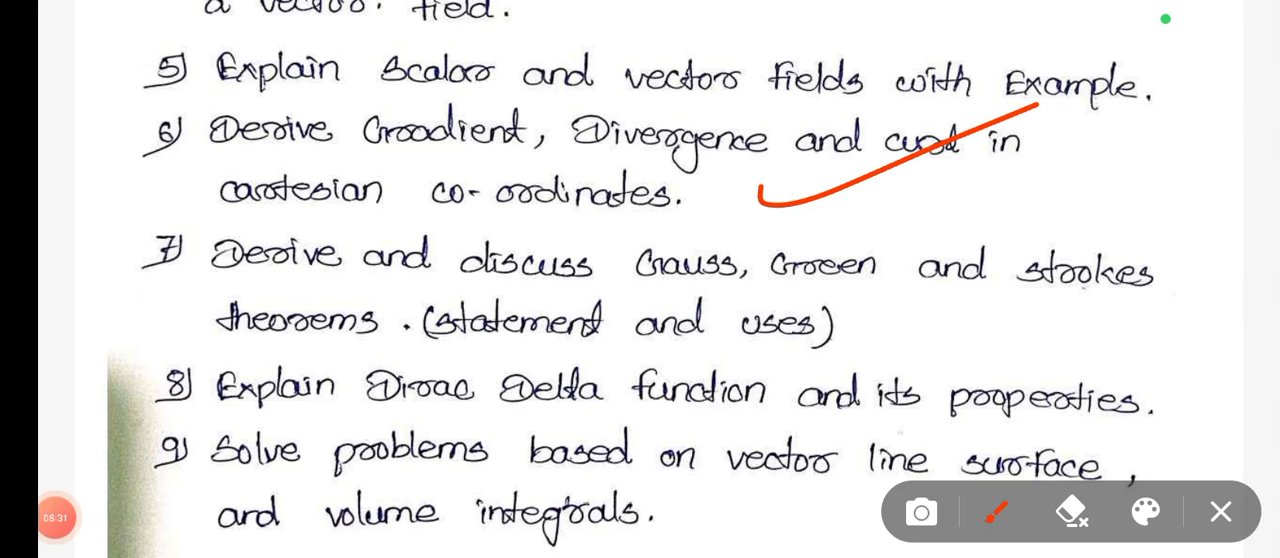 a vector. field.
5) Explain Scalar and vector fields with Example.
6) Derive Gradient, Divergence and curl in
cartesian co-ordinates.
7) Derive and discuss Gauss, Green and strokes
theorems. (statement and uses)
8) Explain Dirac Delta function and its properties.
9) Solve problems based on vector line surface,
and volume integrals.
08:31